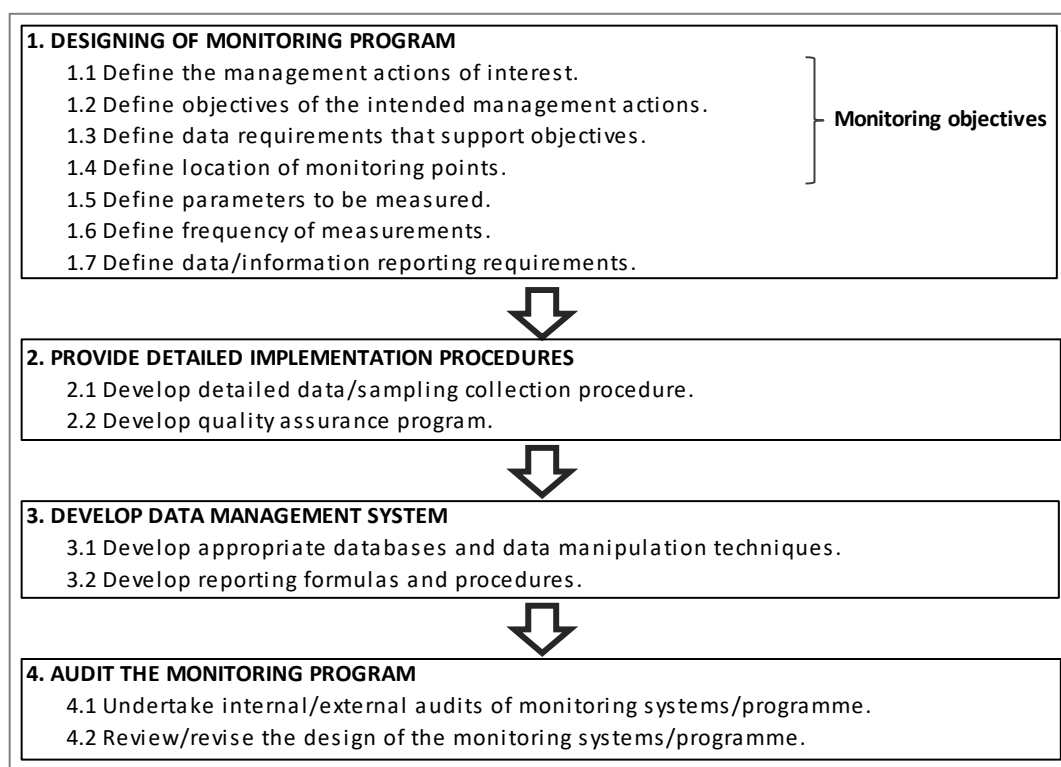 1. DESIGNING OF MONITORING PROGRAM
1.1 Define the management actions of interest.
1.2 Define objectives of the intended management actions.
1.3 Define data requirements that support objectives.
1.4 Define location of monitoring points.
1.5 Define parameters to be measured.
1.6 Define frequency of measurements.
1.7 Define data/information reporting requirements.
Monitoring objectives
2. PROVIDE DETAILED IMPLEMENTATION PROCEDURES
2.1 Develop detailed data/sampling collection procedure.
2.2 Develop quality assurance program.
3. DEVELOP DATA MANAGEMENT SYSTEM
3.1 Develop appropriate databases and data manipulation techniques.
3.2 Develop reporting formulas and procedures.
4. AUDIT THE MONITORING PROGRAM
4.1 Undertake internal/external audits of monitoring systems/programme.
4.2 Review/revise the design of the monitoring systems/programme.